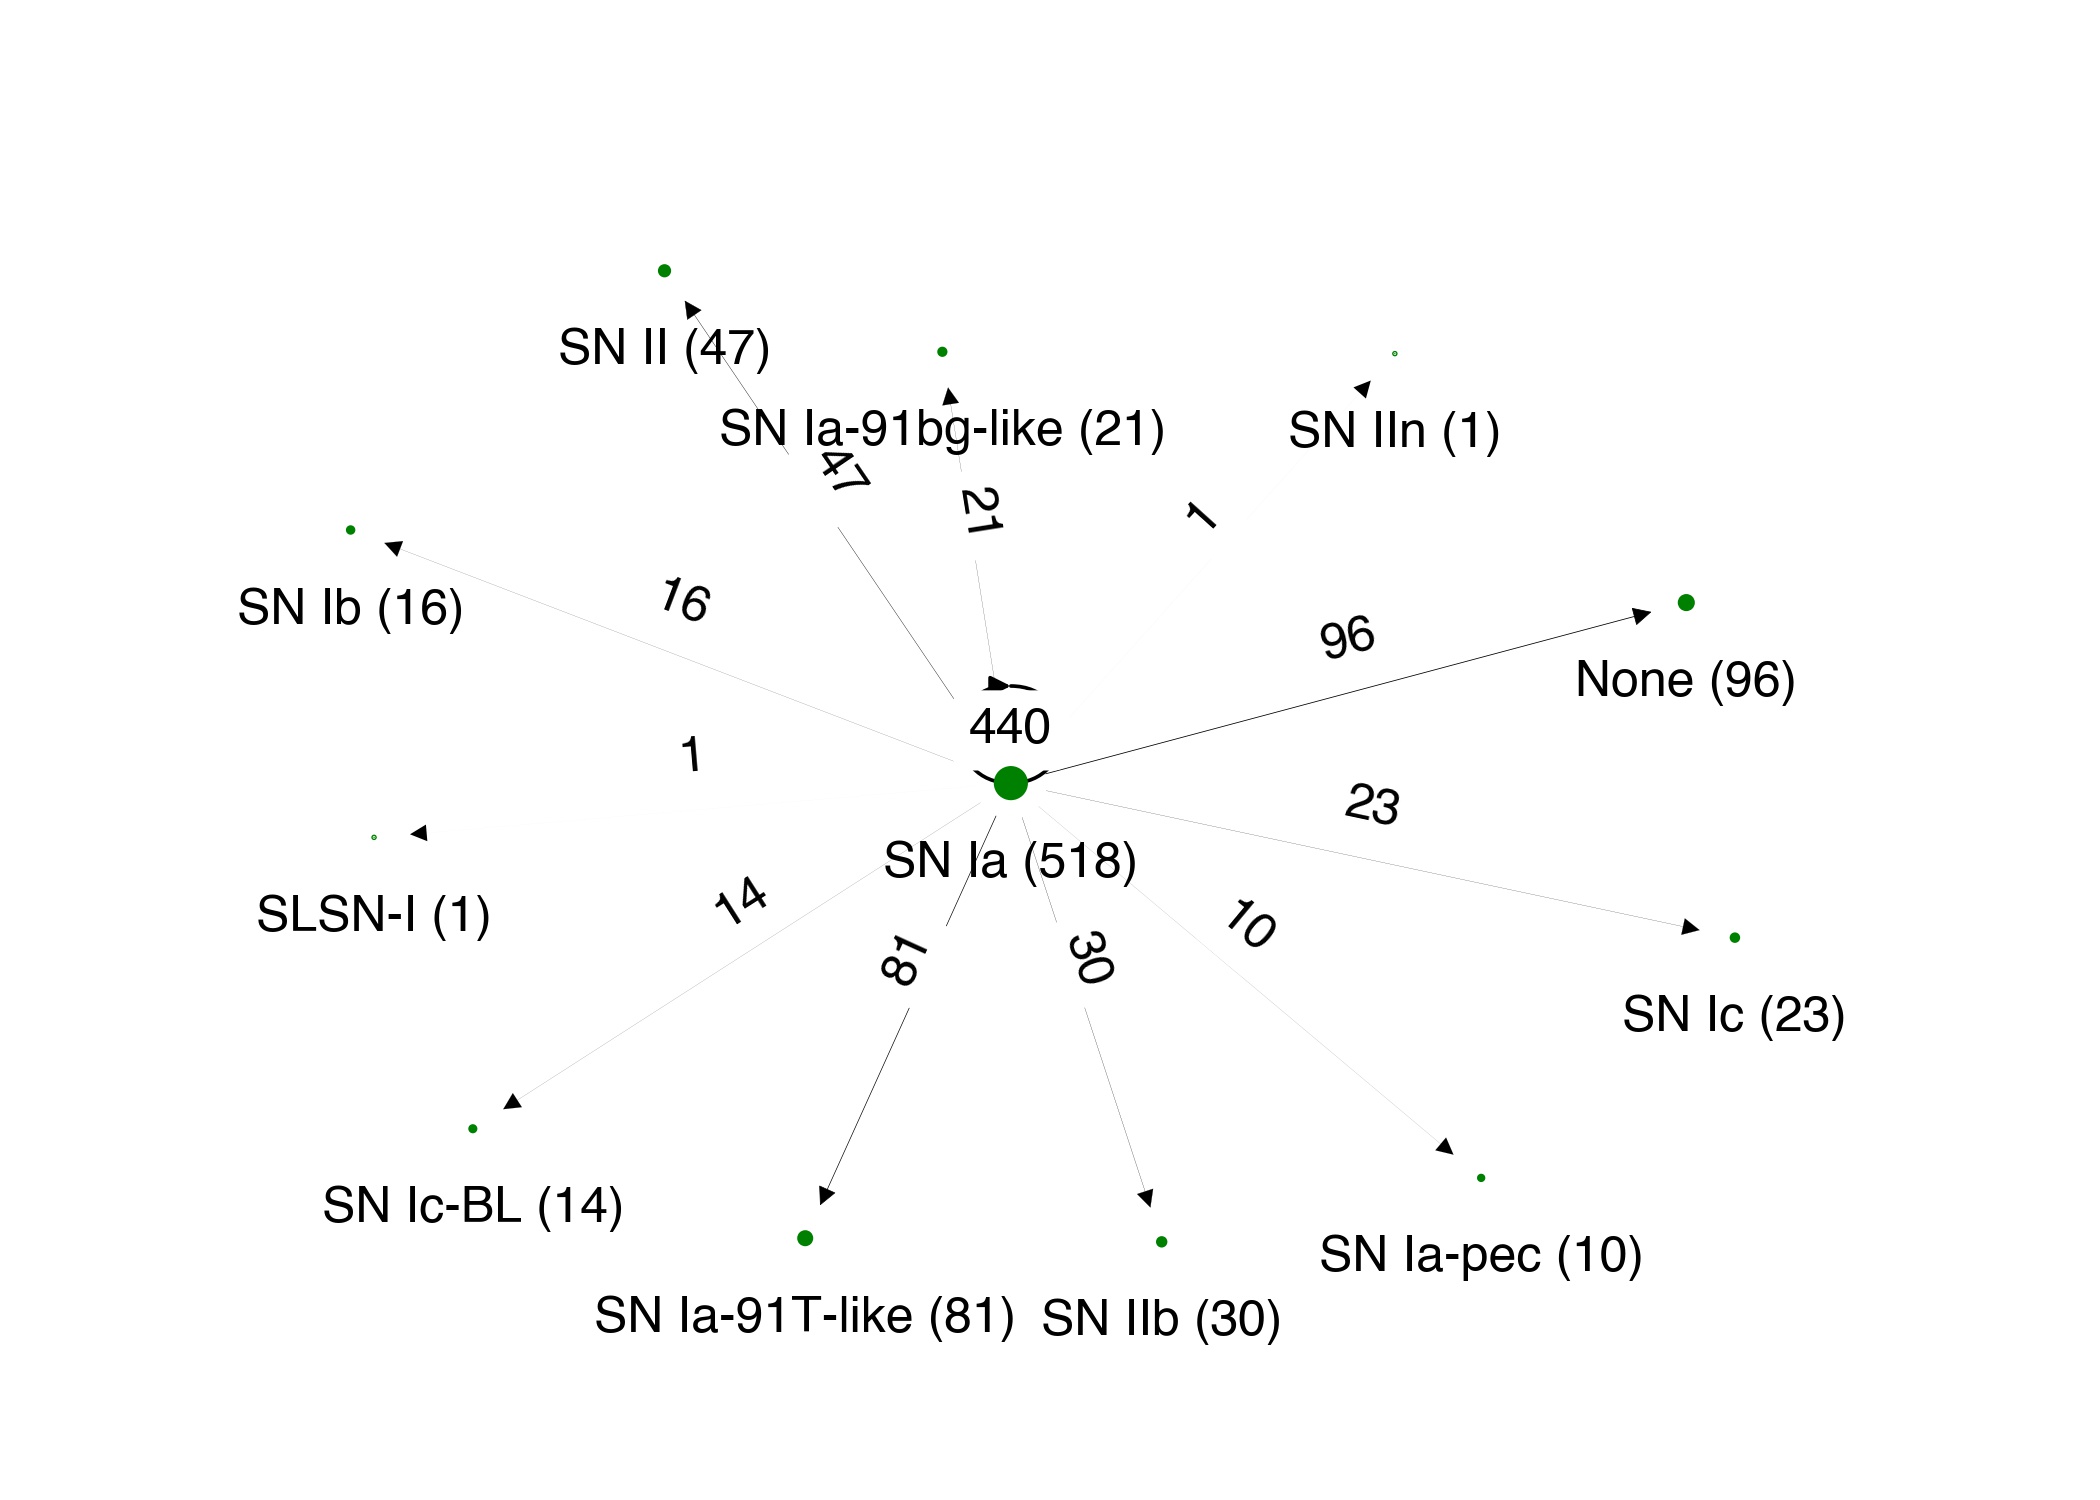 SN II (47)
SN Ia-91bg-like (21)
SN IIn (1)
47
21
1
SN Ib (16)
16
96
None (96)
440
1
23
SN Ia (518)
SLSN-I (1)
14
81
30
10
SN Ic (23)
SN Ic-BL (14)
SN Ia-pec (10)
SN Ia-91T-like (81)
SN IIb (30)